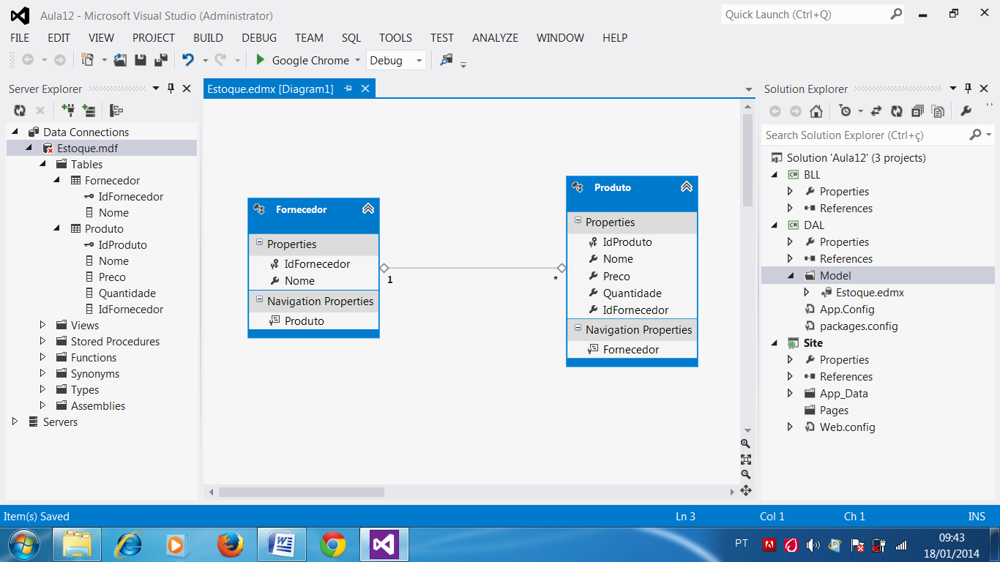 Aula12 - Microsoft Visual Studio (Administrator)
Quick Launch (Ctrl+Q)
FILE EDIT VIEW PROJECT BUILD DEBUG TEAM SQL TOOLS TEST ANALYZE WINDOW HELP
Google Chrome Debug
Server Explorer
Data Connections
Estoque.mdf
Tables
Fornecedor
IdFornecedor
Nome
Produto
IdProduto
Nome
Preco
Quantidade
IdFornecedor
Views
Stored Procedures
Functions
Synonyms
Types
Assemblies
Servers
Estoque.edmx [Diagram1]
Fornecedor
Properties
IdFornecedor
Nome
Navigation Properties
Produto
1
*
Produto
Properties
IdProduto
Nome
Preco
Quantidade
IdFornecedor
Navigation Properties
Fornecedor
Solution Explorer
Search Solution Explorer (Ctrl+ç)
Solution 'Aula12' (3 projects)
C# BLL
Properties
References
C# DAL
Properties
References
Model
Estoque.edmx
App.Config
packages.config
Site
Properties
References
App_Data
Pages
Web.config
Item(s) Saved
Ln 3 Col 1 Ch 1 INS
PT
09:43
18/01/2014